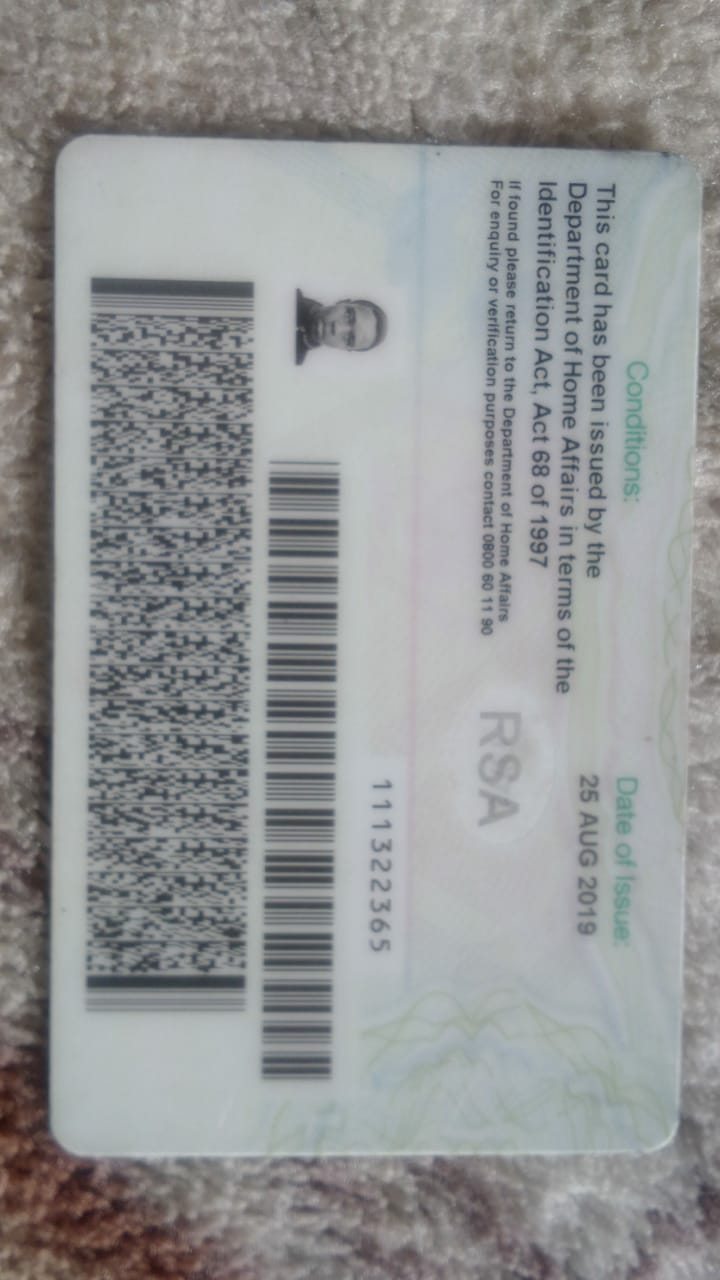 Conditions:
This card has been issued by the
Department of Home Affairs in terms of the
Identification Act, Act 68 of 1997
If found please return to the Department of Home Affairs
For enquiry or verification purposes contact 0800 60 11 90
Date of Issue:
25 AUG 2019
RSA
111322365